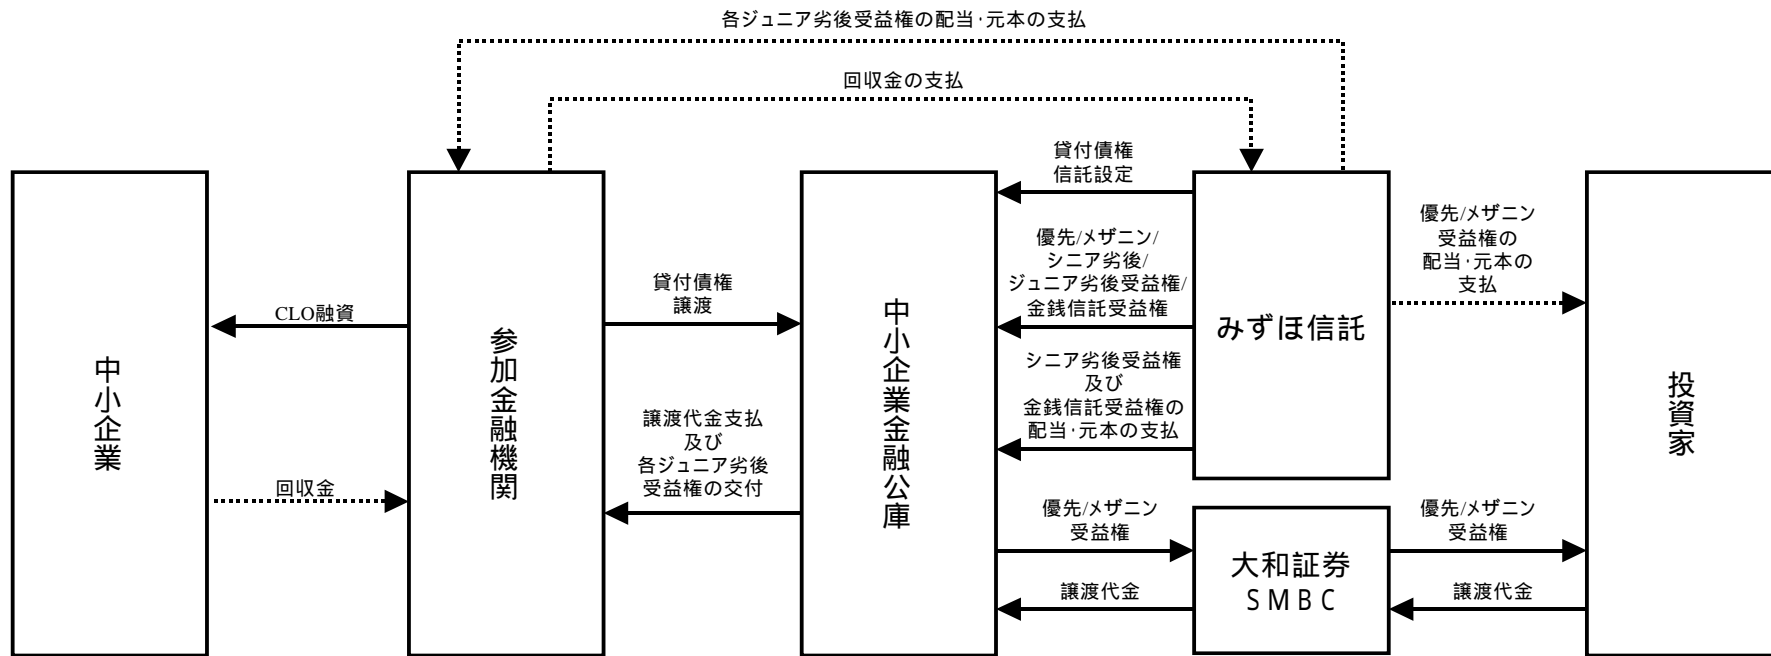 各ジュニア劣後受益権の配当･元本の支払
回収金の支払
中小企業
CLO融資
回収金
参加金融機関
貸付債権
譲渡
譲渡代金支払
及び
各ジュニア劣後
受益権の交付
中小企業金融公庫
貸付債権
信託設定
優先/メザニン/
シニア劣後/
ジュニア劣後受益権/
金銭信託受益権
シニア劣後受益権
及び
金銭信託受益権の
配当･元本の支払
優先/メザニン
受益権
譲渡代金
みずほ信託
大和証券
ＳＭＢＣ
優先/メザニン
受益権の
配当･元本の
支払
優先/メザニン
受益権
譲渡代金
投資家